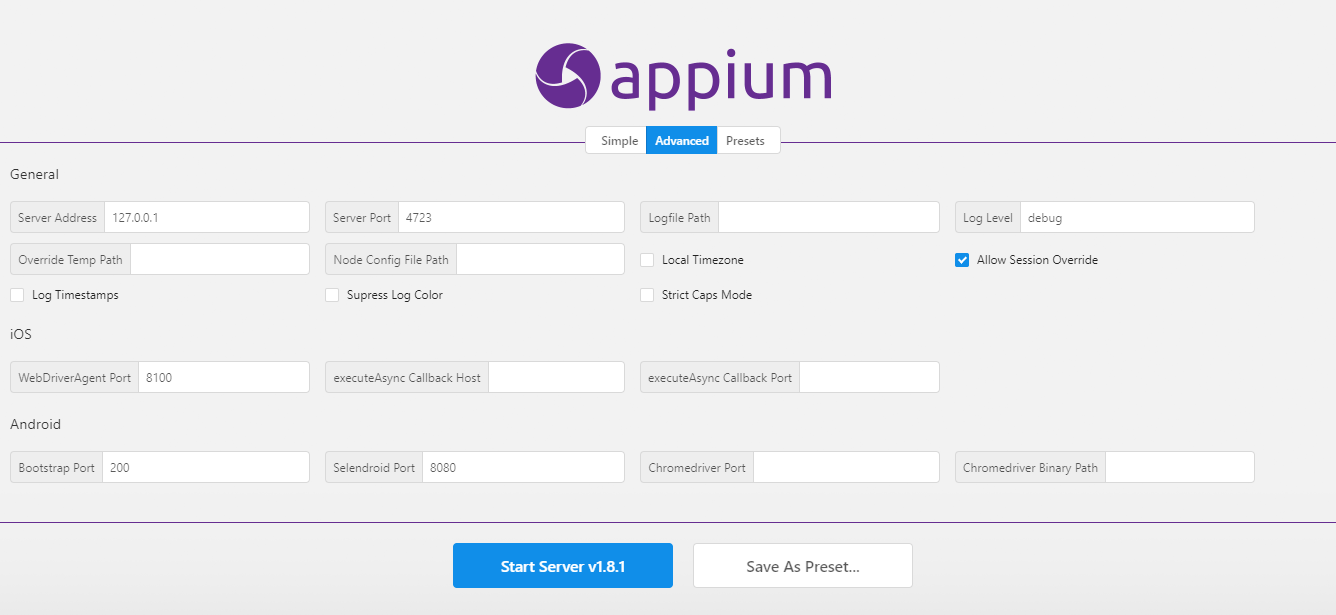 appium
Simple Advanced Presets
General
Server Address 127.0.0.1 Server Port 4723 Logfile Path Log Level debug
Override Temp Path Node Config File Path Local Timezone Allow Session Override
Log Timestamps Supress Log Color Strict Caps Mode
iOS
WebDriverAgent Port 8100 executeAsync Callback Host executeAsync Callback Port
Android
Bootstrap Port 200 Selendroid Port 8080 Chromedriver Port Chromedriver Binary Path
Start Server v1.8.1 Save As Preset...